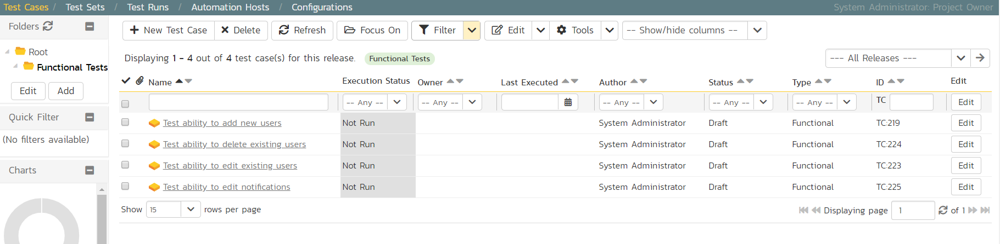 Test Cases / Test Sets / Test Runs / Automation Hosts / Configurations System Administrator: Project Owner
Folders
Root
Functional Tests
Edit Add
Quick Filter
(No filters available)
Charts
New Test Case Delete Refresh Focus On Filter Edit Tools -- Show/hide columns --
Displaying 1 - 4 out of 4 test case(s) for this release. Functional Tests --- All Releases ---
Name Execution Status Owner Last Executed Author Status Type ID Edit
-- Any -- -- Any -- -- Any -- -- Any -- -- Any -- TC Edit
Test ability to add new users Not Run System Administrator Draft Functional TC:219 Edit
Test ability to delete existing users Not Run System Administrator Draft Functional TC:224 Edit
Test ability to edit existing users Not Run System Administrator Draft Functional TC:223 Edit
Test ability to edit notifications Not Run System Administrator Draft Functional TC:225 Edit
Show 15 rows per page Displaying page 1 of 1